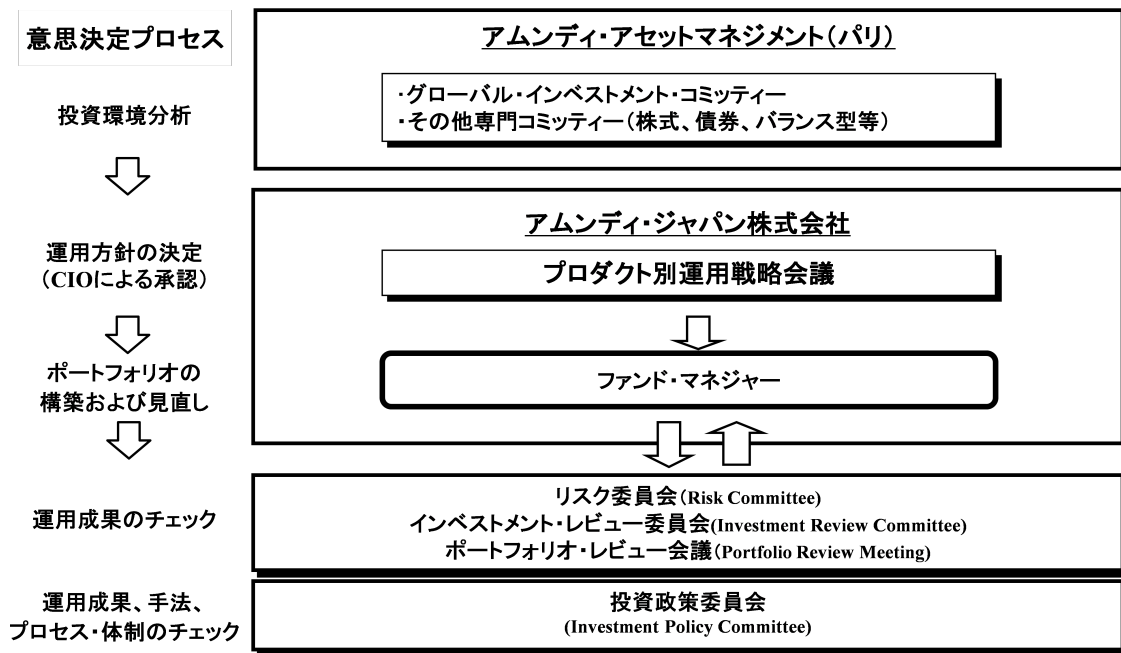 意思決定プロセス
アムンディ・アセットマネジメント(パリ)
投資環境分析
・グローバル・インベストメント・コミッティー
・その他専門コミッティー(株式、債券、バランス型等)
アムンディ・ジャパン株式会社
運用方針の決定
(CIOによる承認)
プロダクト別運用戦略会議
ポートフォリオの
構築および見直し
ファンド・マネジャー
運用成果のチェック
リスク委員会(Risk Committee)
インベストメント・レビュー委員会(Investment Review Committee)
ポートフォリオ・レビュー会議(Portfolio Review Meeting)
運用成果、手法、
プロセス・体制のチェック
投資政策委員会
(Investment Policy Committee)